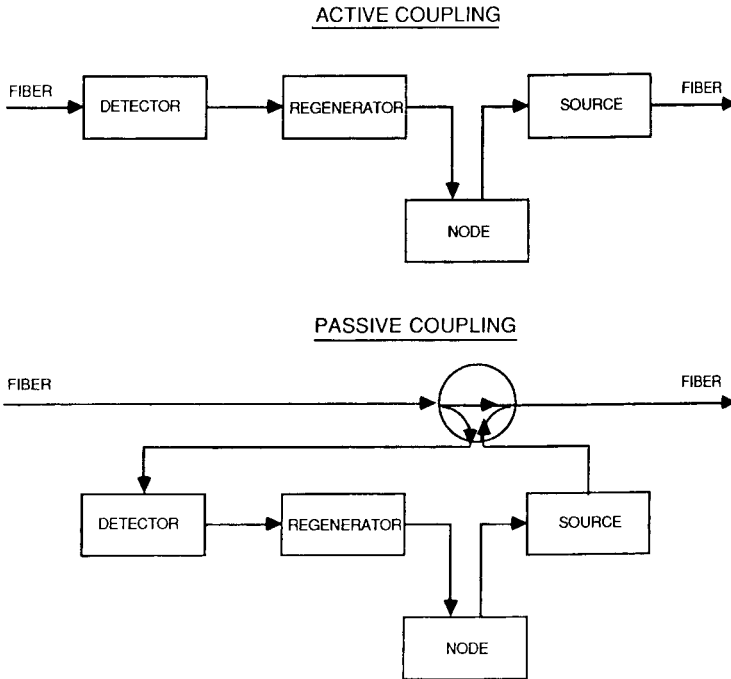 ACTIVE COUPLING
FIBER
DETECTOR
REGENERATOR
SOURCE
FIBER
NODE
PASSIVE COUPLING
FIBER
FIBER
DETECTOR
REGENERATOR
SOURCE
NODE